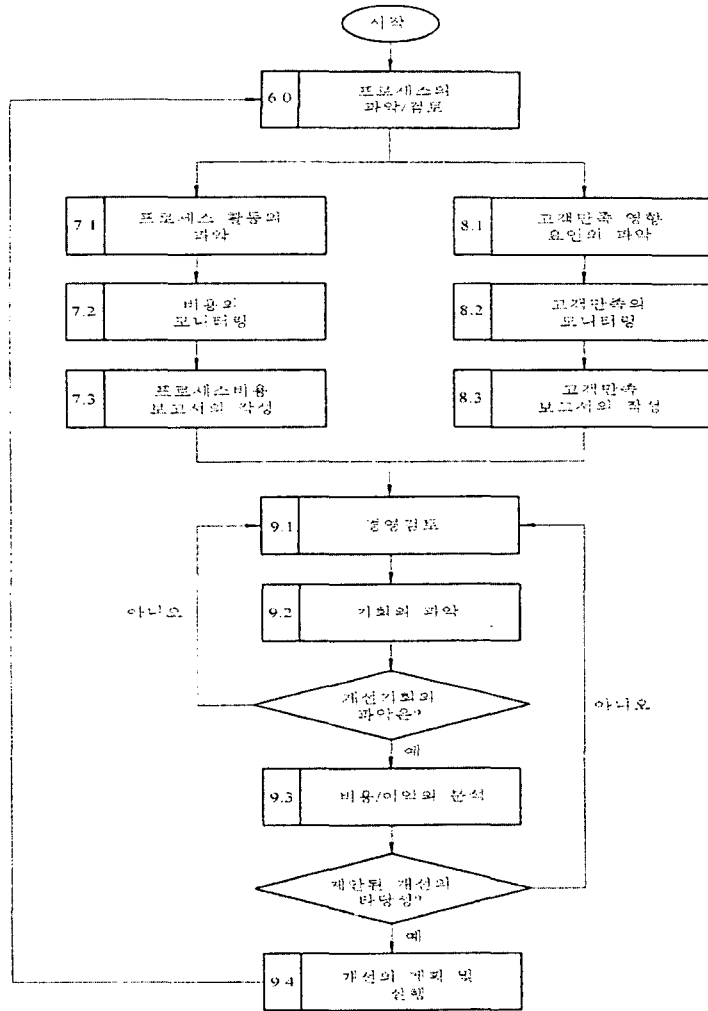 시작
6 0
프로세스의
파악/검토
7 1
프로세스 활동의
파악
8.1
고객만족 영향
요인의 파악
7.2
비용의
모니터링
8.2
고객만족의
모니터링
7.3
프로세스비용
보고서의 작성
8.3
고객만족
보고서의 작성
9.1
경영검토
9.2
기회의 파악
아니오
개선기회의
파악은?
아니오
예
9.3
비용/이익의 분석
제안된 개선의
타당성?
예
9 4
개선의 계획 및
실행